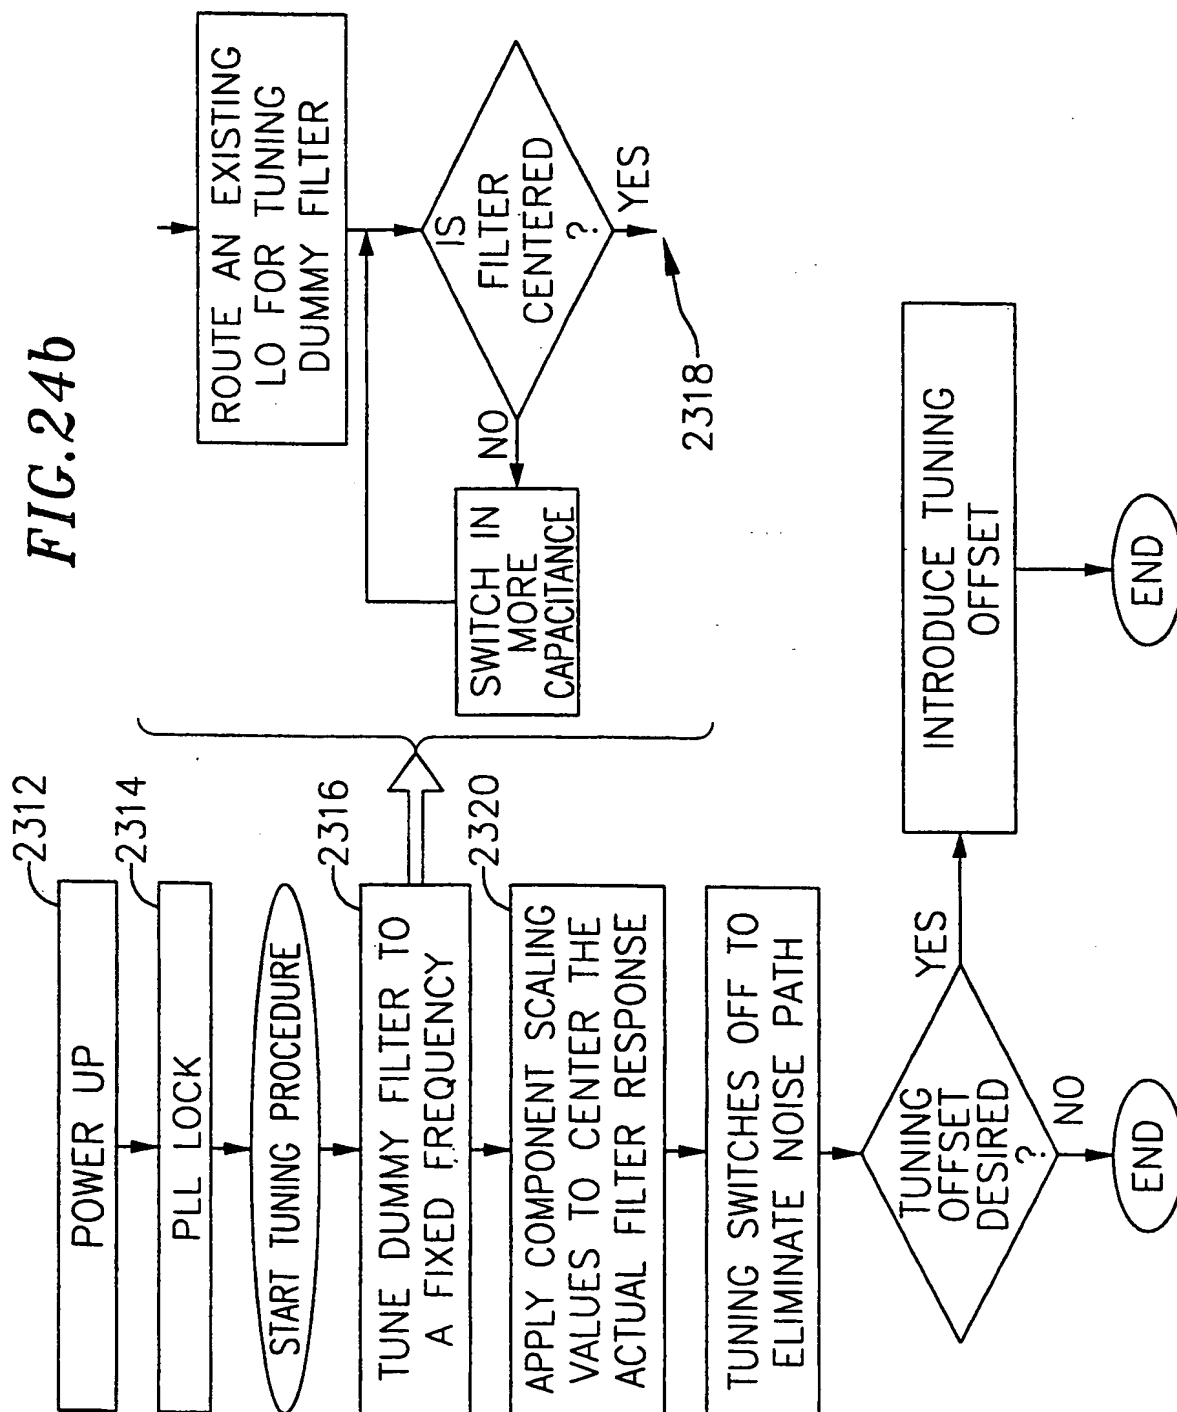 FIG.24b
POWER UP
2312
PLL LOCK
2314
START TUNING PROCEDURE
TUNE DUMMY FILTER TO
A FIXED FREQUENCY
2316
APPLY COMPONENT SCALING
VALUES TO CENTER THE
ACTUAL FILTER RESPONSE
2320
TUNING SWITCHES OFF TO
ELIMINATE NOISE PATH
TUNING
OFFSET
DESIRED
?
YES
NO
END
INTRODUCE TUNING
OFFSET
END
ROUTE AN EXISTING
LO FOR TUNING
DUMMY FILTER
IS
FILTER
CENTERED
?
YES
NO
SWITCH IN
MORE
CAPACITANCE
2318